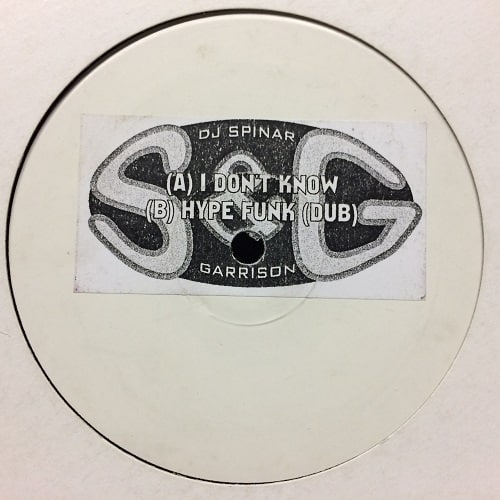 DJ SPINAR
S&G
(A) I DON'T KNOW
(B) HYPE FUNK (DUB)
GARRISON